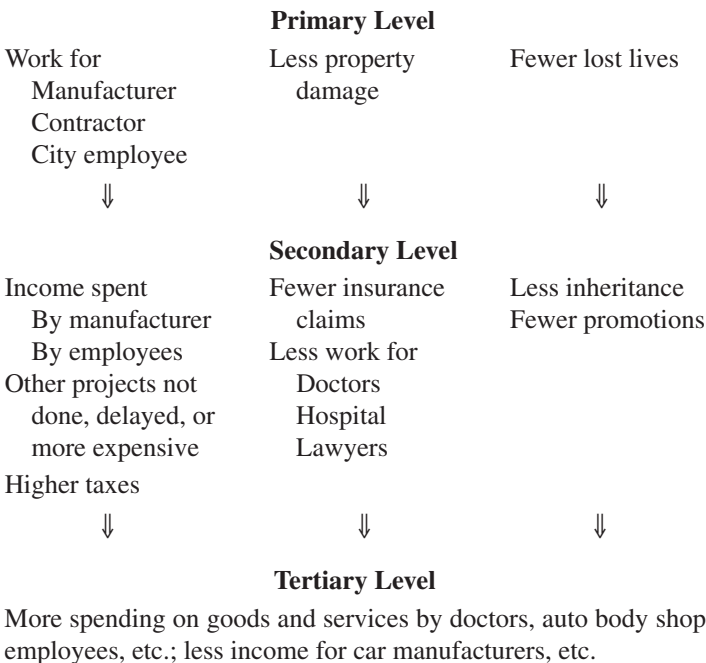 Primary Level
Work for
Manufacturer
Contractor
City employee
Less property
damage
Fewer lost lives
⇓ ⇓ ⇓
Secondary Level
Income spent
By manufacturer
By employees
Other projects not
done, delayed, or
more expensive
Higher taxes
Fewer insurance
claims
Less work for
Doctors
Hospital
Lawyers
Less inheritance
Fewer promotions
⇓ ⇓ ⇓
Tertiary Level
More spending on goods and services by doctors, auto body shop
employees, etc.; less income for car manufacturers, etc.